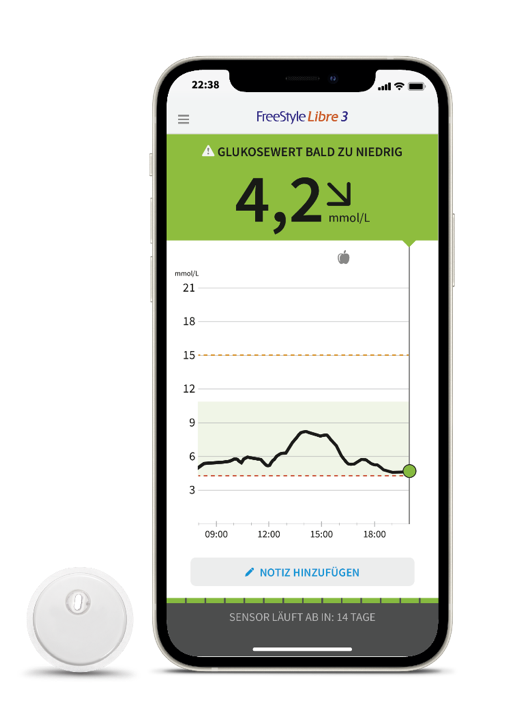 22:38
FreeStyle Libre 3
GLUKOSEWERT BALD ZU NIEDRIG
4,2
mmol/L
mmol/L
21
18
15
12
9
6
3
09:00 12:00 15:00 18:00
NOTIZ HINZUFÜGEN
SENSOR LÄUFT AB IN: 14 TAGE